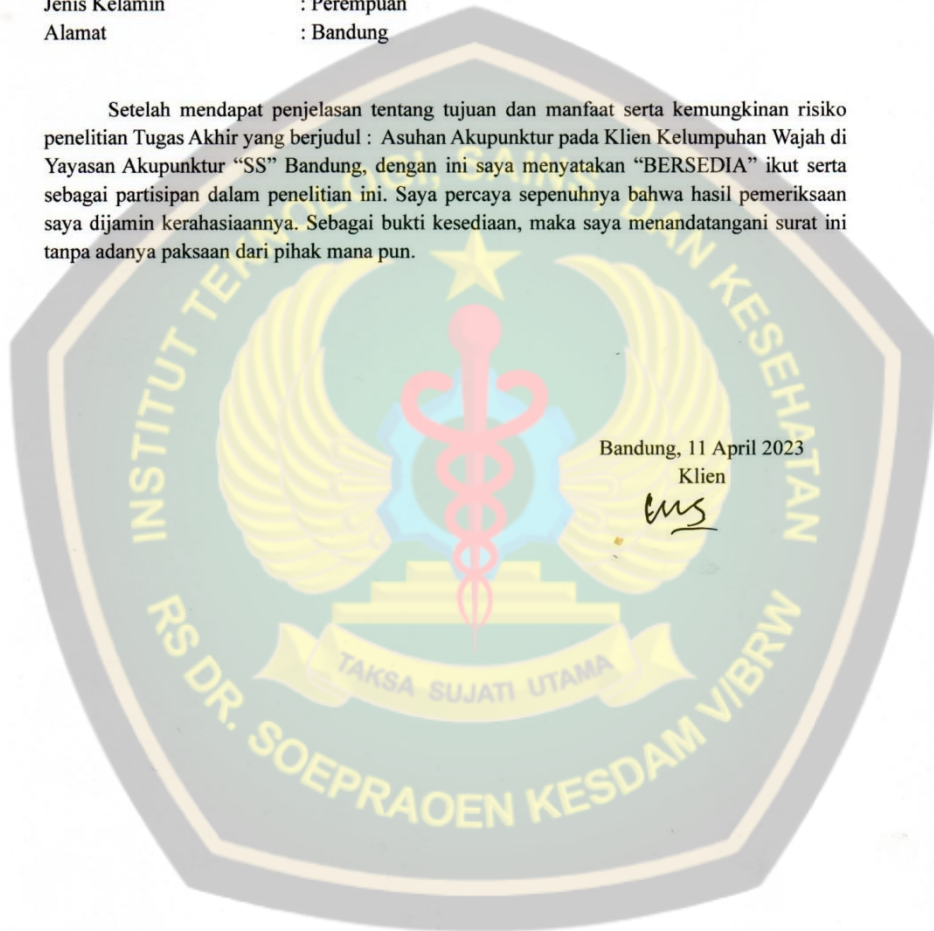 Jenis Kelamin : Perempuan
Alamat : Bandung
Setelah mendapat penjelasan tentang tujuan dan manfaat serta kemungkinan risiko
penelitian Tugas Akhir yang berjudul : Asuhan Akupunktur pada Klien Kelumpuhan Wajah di
Yayasan Akupunktur “SS” Bandung, dengan ini saya menyatakan “BERSEDIA” ikut serta
sebagai partisipan dalam penelitian ini. Saya percaya sepenuhnya bahwa hasil pemeriksaan
saya dijamin kerahasiaannya. Sebagai bukti kesediaan, maka saya menandatangani surat ini
tanpa adanya paksaan dari pihak mana pun.
Bandung, 11 April 2023
Klien
INSTITUT TEKNOLOGI, SAINS, DAN KESEHATAN
TAKSA SUJATI UTAMA
RS DR. SOEPRAOEN KESDAM V/BRW